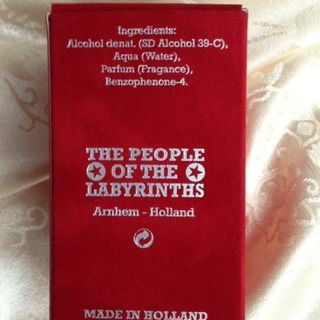 Ingredients:
Alcohol denat. (SD Alcohol 39-C),
Aqua (Water),
Parfum (Fragance),
Benzophenone-4.
THE PEOPLE
OF THE
LABYRINTHS
Arnhem - Holland
MADE IN HOLLAND